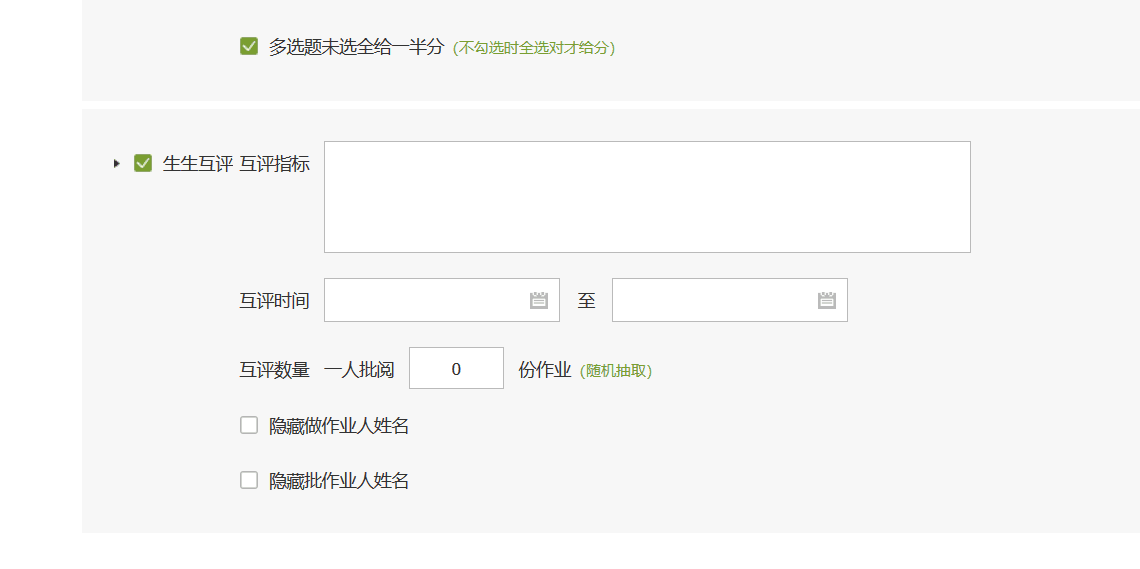 多选题未选全给一半分 (不勾选时全选对才给分)
生生互评 互评指标
互评时间 至
互评数量 一人批阅 0 份作业 (随机抽取)
隐藏做作业人姓名
隐藏批作业人姓名